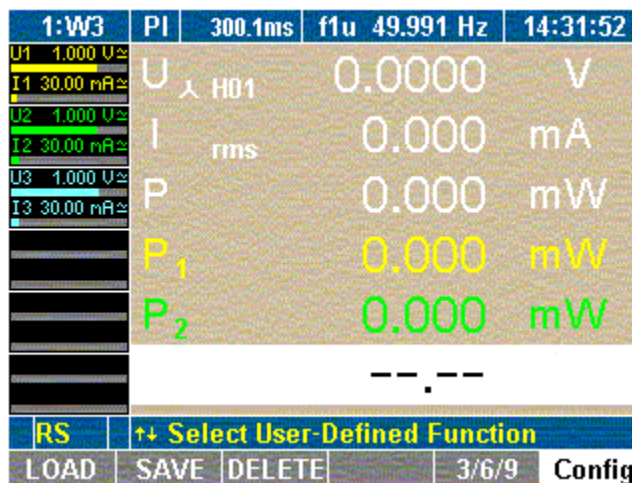 1:W3 PI 300.1ms f1u 49.991 Hz 14:31:52
U1 1.000 V≃
I1 30.00 mA≃
U2 1.000 V≃
I2 30.00 mA≃
U3 1.000 V≃
I3 30.00 mA≃
U ⅄ H01 0.0000 V
I rms 0.000 mA
P 0.000 mW
P1 0.000 mW
P2 0.000 mW
--.--
RS ↑↓ Select User-Defined Function
LOAD SAVE DELETE 3/6/9 Config